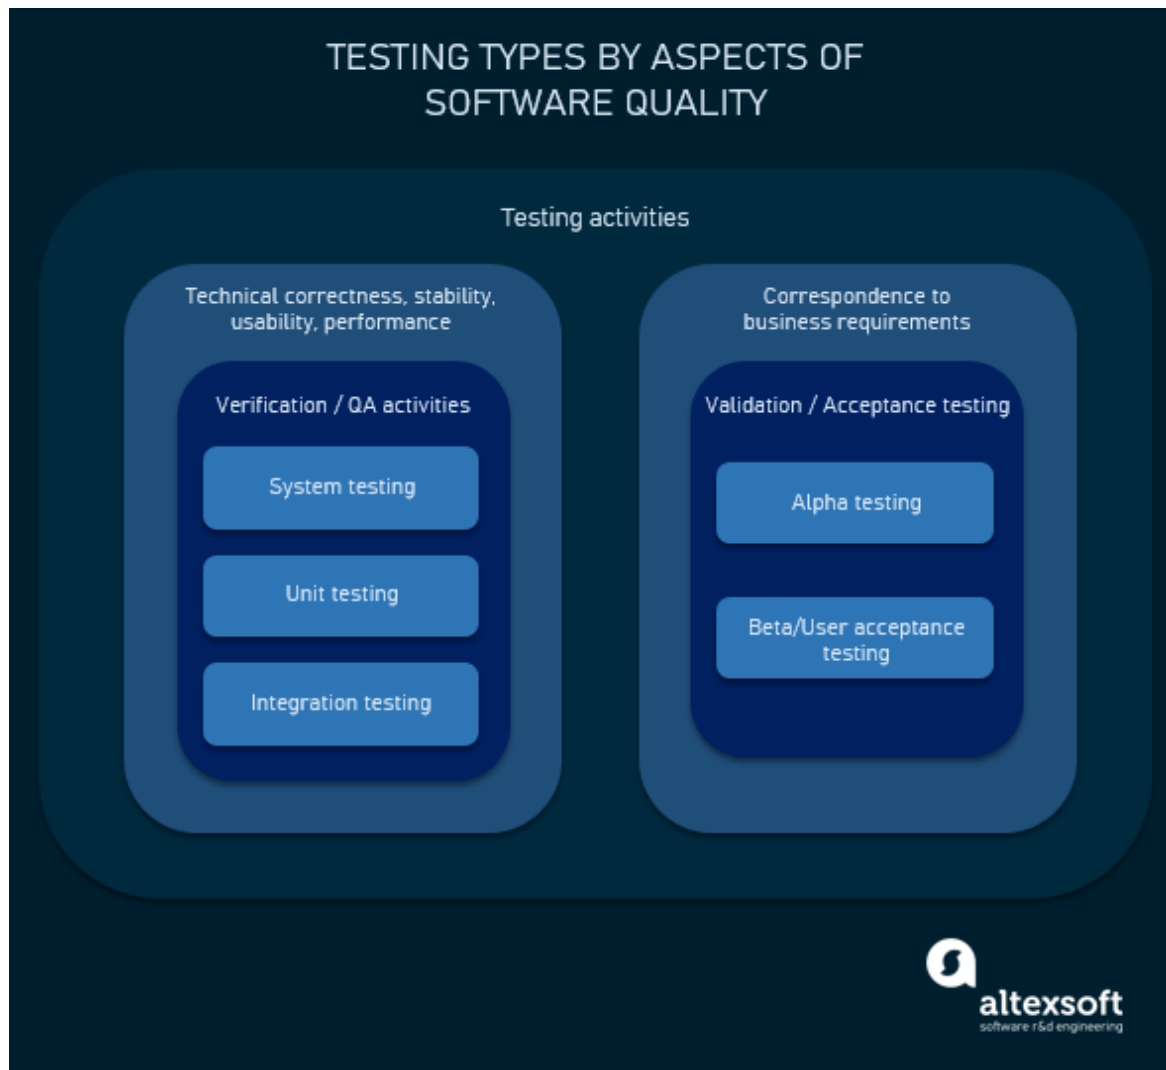 TESTING TYPES BY ASPECTS OF
SOFTWARE QUALITY
Testing activities
Technical correctness, stability,
usability, performance
Verification / QA activities
System testing
Unit testing
Integration testing
Correspondence to
business requirements
Validation / Acceptance testing
Alpha testing
Beta/User acceptance
testing
altexsoft
software r&d engineering